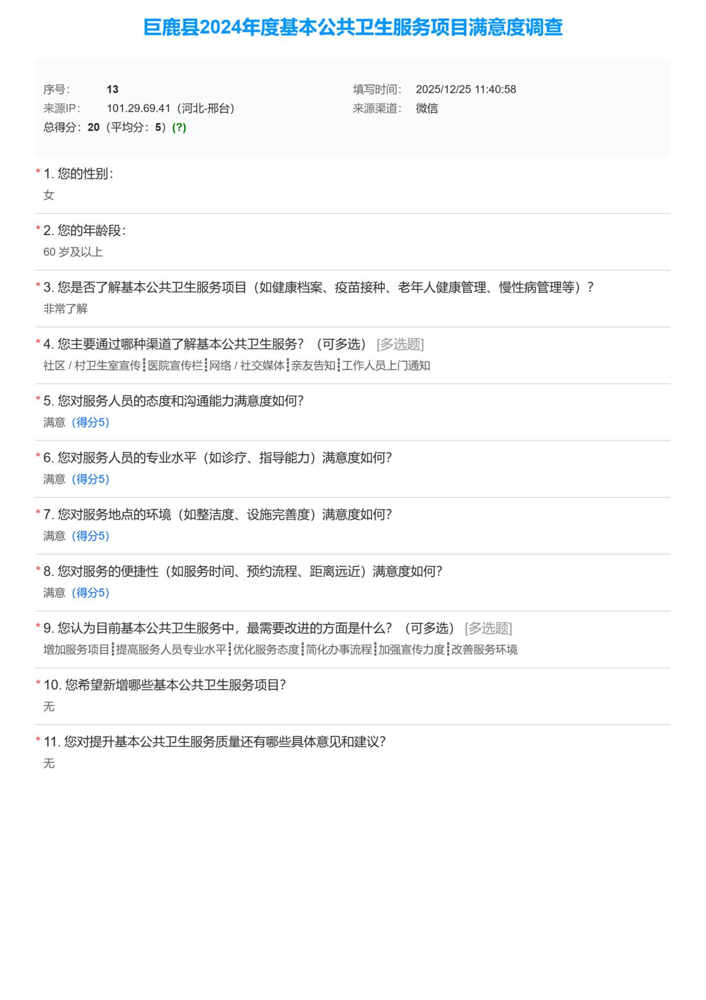 巨鹿县2024年度基本公共卫生服务项目满意度调查
序号： 13 填写时间： 2025/12/25 11:40:58
来源IP： 101.29.69.41（河北-邢台） 来源渠道： 微信
总得分：20（平均分：5）(?)
* 1. 您的性别：
女
* 2. 您的年龄段：
60 岁及以上
* 3. 您是否了解基本公共卫生服务项目（如健康档案、疫苗接种、老年人健康管理、慢性病管理等）？
非常了解
* 4. 您主要通过哪种渠道了解基本公共卫生服务？（可多选） [多选题]
社区 / 村卫生室宣传┋医院宣传栏┋网络 / 社交媒体┋亲友告知┋工作人员上门通知
* 5. 您对服务人员的态度和沟通能力满意度如何？
满意（得分5）
* 6. 您对服务人员的专业水平（如诊疗、指导能力）满意度如何？
满意（得分5）
* 7. 您对服务地点的环境（如整洁度、设施完善度）满意度如何？
满意（得分5）
* 8. 您对服务的便捷性（如服务时间、预约流程、距离远近）满意度如何？
满意（得分5）
* 9. 您认为目前基本公共卫生服务中，最需要改进的方面是什么？（可多选） [多选题]
增加服务项目┋提高服务人员专业水平┋优化服务态度┋简化办事流程┋加强宣传力度┋改善服务环境
* 10. 您希望新增哪些基本公共卫生服务项目？
无
* 11. 您对提升基本公共卫生服务质量还有哪些具体意见和建议？
无